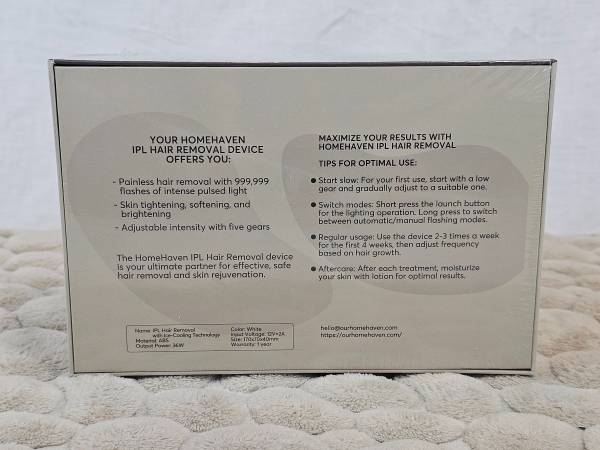 YOUR HOMEHAVEN
IPL HAIR REMOVAL DEVICE
OFFERS YOU:
- Painless hair removal with 999,999
flashes of intense pulsed light
- Skin tightening, softening, and
brightening
- Adjustable intensity with five gears
The HomeHaven IPL Hair Removal device
is your ultimate partner for effective, safe
hair removal and skin rejuvenation.
Name: IPL Hair Removal
with Ice-Cooling Technology
Material: ABS
Output Power: 36W
Color: White
Input Voltage: 12V=2A
Size: 170x75x40mm
Warranty: 1 year
MAXIMIZE YOUR RESULTS WITH
HOMEHAVEN IPL HAIR REMOVAL
TIPS FOR OPTIMAL USE:
● Start slow: For your first use, start with a low
gear and gradually adjust to a suitable one.
● Switch modes: Short press the launch button
for the lighting operation. Long press to switch
between automatic/manual flashing modes.
● Regular usage: Use the device 2-3 times a week
for the first 4 weeks, then adjust frequency
based on hair growth.
● Aftercare: After each treatment, moisturize
your skin with lotion for optimal results.
hello@ourhomehaven.com
https://ourhomehaven.com/